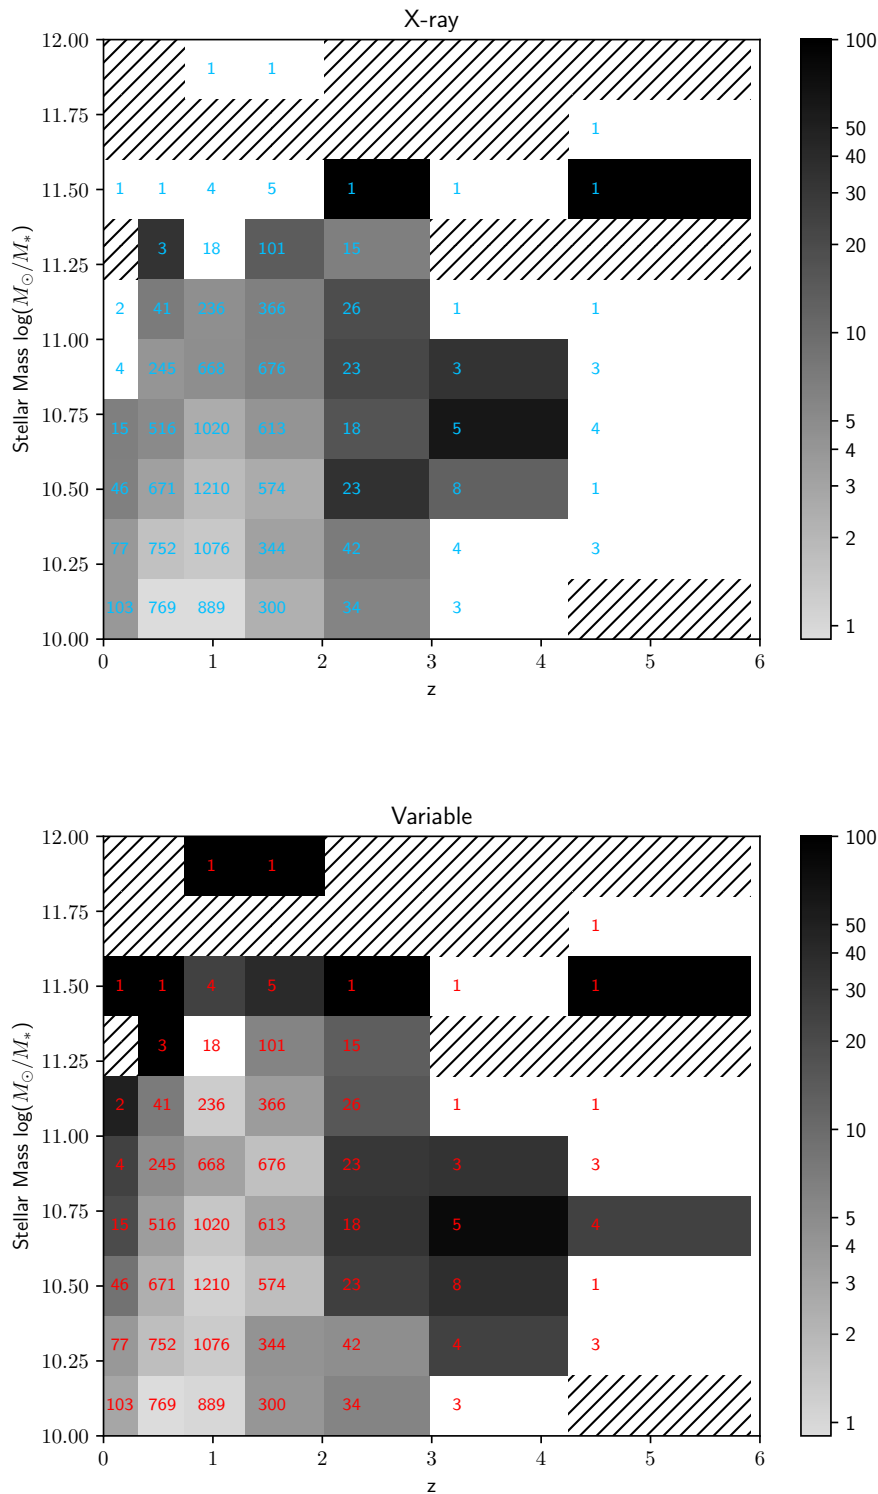 X-ray
12.00
1 1
11.75
1
11.50
1 1 4 5 1 1 1
3 18 101 15
11.25
2 41 236 366 26 1 1
11.00
4 245 668 676 23 3 3
10.75
15 516 1020 613 18 5 4
10.50
46 671 1210 574 23 8 1
77 752 1076 344 42 4 3
10.25
103 769 889 300 34 3
10.00
0 1 2 3 4 5 6
z
Stellar Mass log(M⊙/M*)
100
50
40
30
20
10
5
4
3
2
1
Variable
12.00
1 1
11.75
1
11.50
1 1 4 5 1 1 1
3 18 101 15
11.25
2 41 236 366 26 1 1
11.00
4 245 668 676 23 3 3
10.75
15 516 1020 613 18 5 4
10.50
46 671 1210 574 23 8 1
77 752 1076 344 42 4 3
10.25
103 769 889 300 34 3
10.00
0 1 2 3 4 5 6
z
Stellar Mass log(M⊙/M*)
100
50
40
30
20
10
5
4
3
2
1